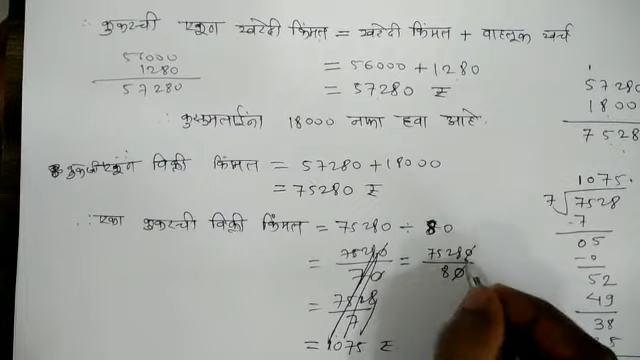 ∴ कुकरची एकूण खरेदी किंमत = खरेदी किंमत + वाहतूक खर्च
56000
1280
57280
= 56000 + 1280
= 57280 ₹
57280
1800
7528
∴ कुसुमताईंना 18000 नफा हवा आहे.
विक्री किंमत = 57280 + 18000
= 75280 ₹
∴ एका कुकरची विक्री किंमत = 75280 ÷ 80
= 75280 / 70 = 75280 / 80
= 7528 / 7
= 1075 ₹
1075.
7 7528
-7
05
-0
52
49
38